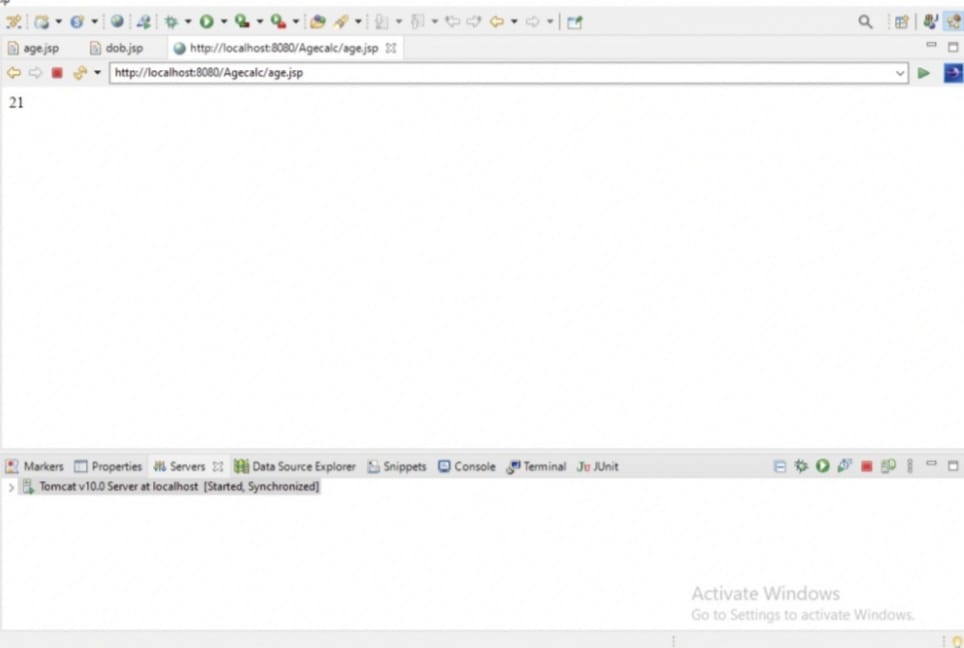 age.jsp dob.jsp http://localhost:8080/Agecalc/age.jsp
http://localhost:8080/Agecalc/age.jsp
21
Markers Properties Servers Data Source Explorer Snippets Console Terminal Ju JUnit
Tomcat v10.0 Server at localhost [Started, Synchronized]
Activate Windows
Go to Settings to activate Windows.